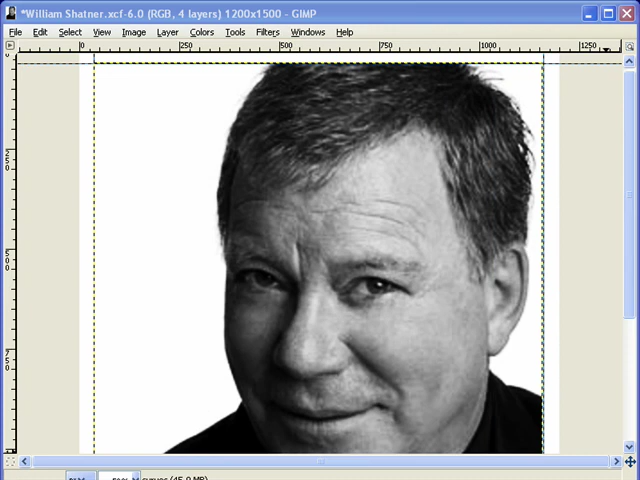 *William Shatner.xcf-6.0 (RGB, 4 layers) 1200x1500 - GIMP
File Edit Select View Image Layer Colors Tools Filters Windows Help
0 250 500 750 1000 1250
0
250
500
750
curves (45.9 MB)